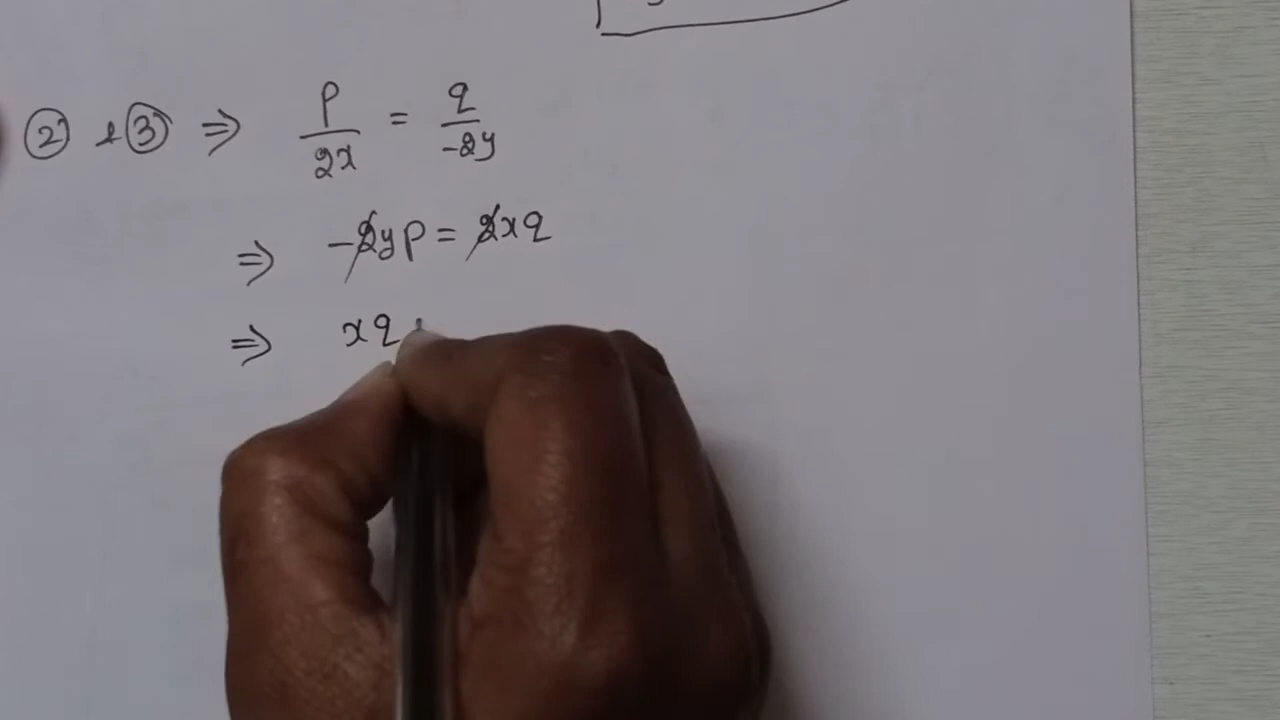 ② & ③ ⇒ p/2x = q/-2y
⇒ -2yp = 2xq
⇒ xq